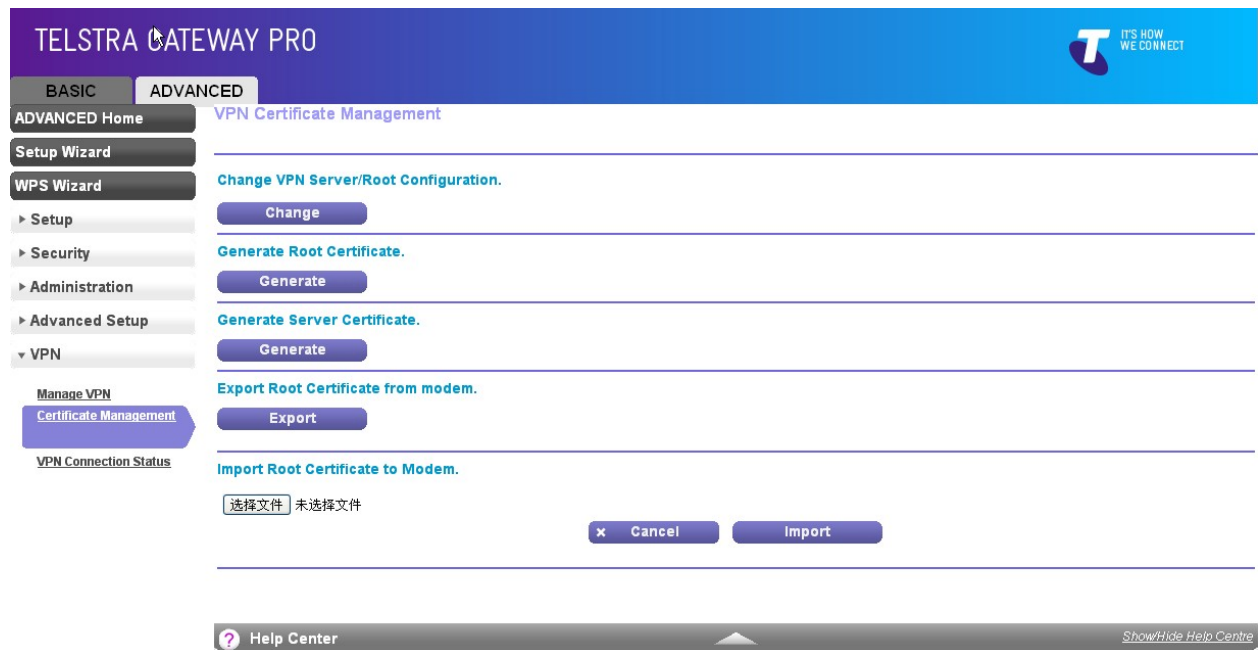 TELSTRA GATEWAY PRO
IT'S HOW
WE CONNECT
BASIC
ADVANCED
ADVANCED Home
Setup Wizard
WPS Wizard
Setup
Security
Administration
Advanced Setup
VPN
Manage VPN
Certificate Management
VPN Connection Status
VPN Certificate Management
Change VPN Server/Root Configuration.
Change
Generate Root Certificate.
Generate
Generate Server Certificate.
Generate
Export Root Certificate from modem.
Export
Import Root Certificate to Modem.
选择文件 未选择文件
Cancel
Import
? Help Center
Show/Hide Help Centre